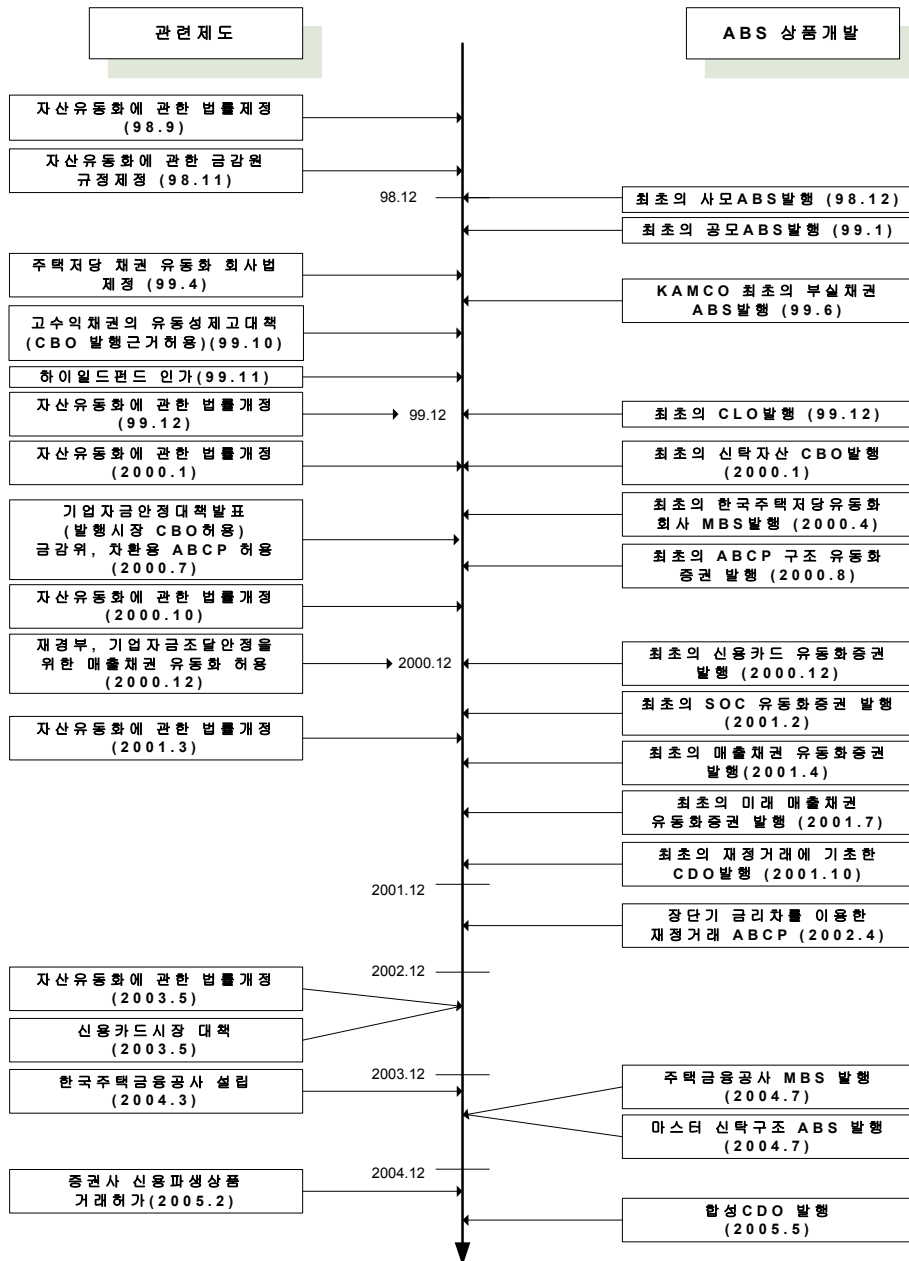 관련제도
ABS 상품개발
자산유동화에 관한 법률제정
(98.9)
자산유동화에 관한 금감원
규정제정 (98.11)
98.12
최초의 사모ABS발행 (98.12)
최초의 공모ABS발행 (99.1)
주택저당 채권 유동화 회사법
제정 (99.4)
KAMCO 최초의 부실채권
ABS발행 (99.6)
고수익채권의 유동성제고대책
(CBO 발행근거허용)(99.10)
하이일드펀드 인가(99.11)
자산유동화에 관한 법률개정
(99.12)
99.12
최초의 CLO발행 (99.12)
자산유동화에 관한 법률개정
(2000.1)
최초의 신탁자산 CBO발행
(2000.1)
기업자금안정대책발표
(발행시장 CBO허용)
금감위, 차환용 ABCP 허용
(2000.7)
최초의 한국주택저당유동화
회사 MBS발행 (2000.4)
최초의 ABCP 구조 유동화
증권 발행 (2000.8)
자산유동화에 관한 법률개정
(2000.10)
재경부, 기업자금조달안정을
위한 매출채권 유동화 허용
(2000.12)
2000.12
최초의 신용카드 유동화증권
발행 (2000.12)
최초의 SOC 유동화증권 발행
(2001.2)
자산유동화에 관한 법률개정
(2001.3)
최초의 매출채권 유동화증권
발행(2001.4)
최초의 미래 매출채권
유동화증권 발행 (2001.7)
최초의 재정거래에 기초한
CDO발행 (2001.10)
2001.12
장단기 금리차를 이용한
재정거래 ABCP (2002.4)
2002.12
자산유동화에 관한 법률개정
(2003.5)
신용카드시장 대책
(2003.5)
2003.12
한국주택금융공사 설립
(2004.3)
주택금융공사 MBS 발행
(2004.7)
마스터 신탁구조 ABS 발행
(2004.7)
2004.12
증권사 신용파생상품
거래허가(2005.2)
합성CDO 발행
(2005.5)